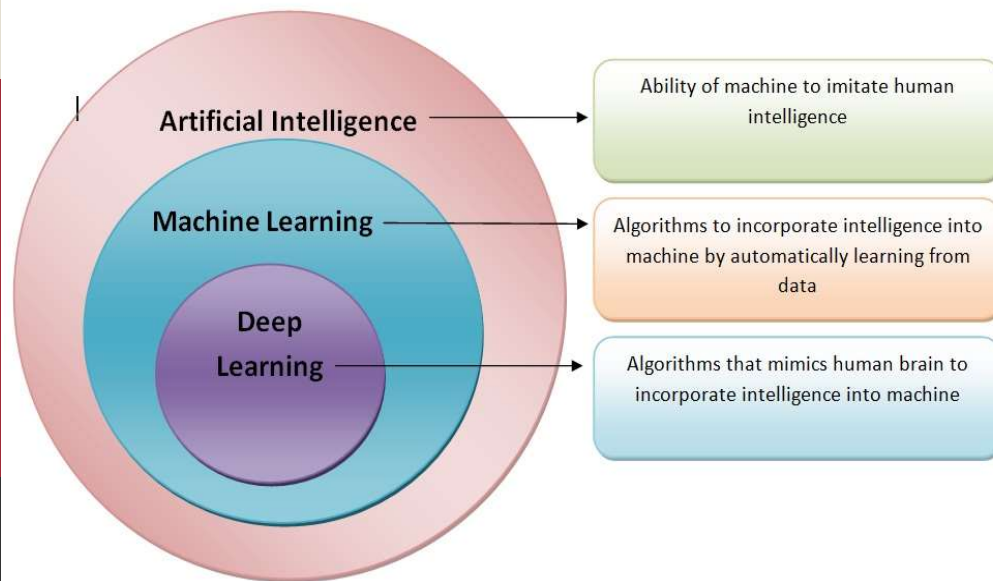 Artificial Intelligence
Ability of machine to imitate human
intelligence
Machine Learning
Algorithms to incorporate intelligence into
machine by automatically learning from
data
Deep
Learning
Algorithms that mimics human brain to
incorporate intelligence into machine